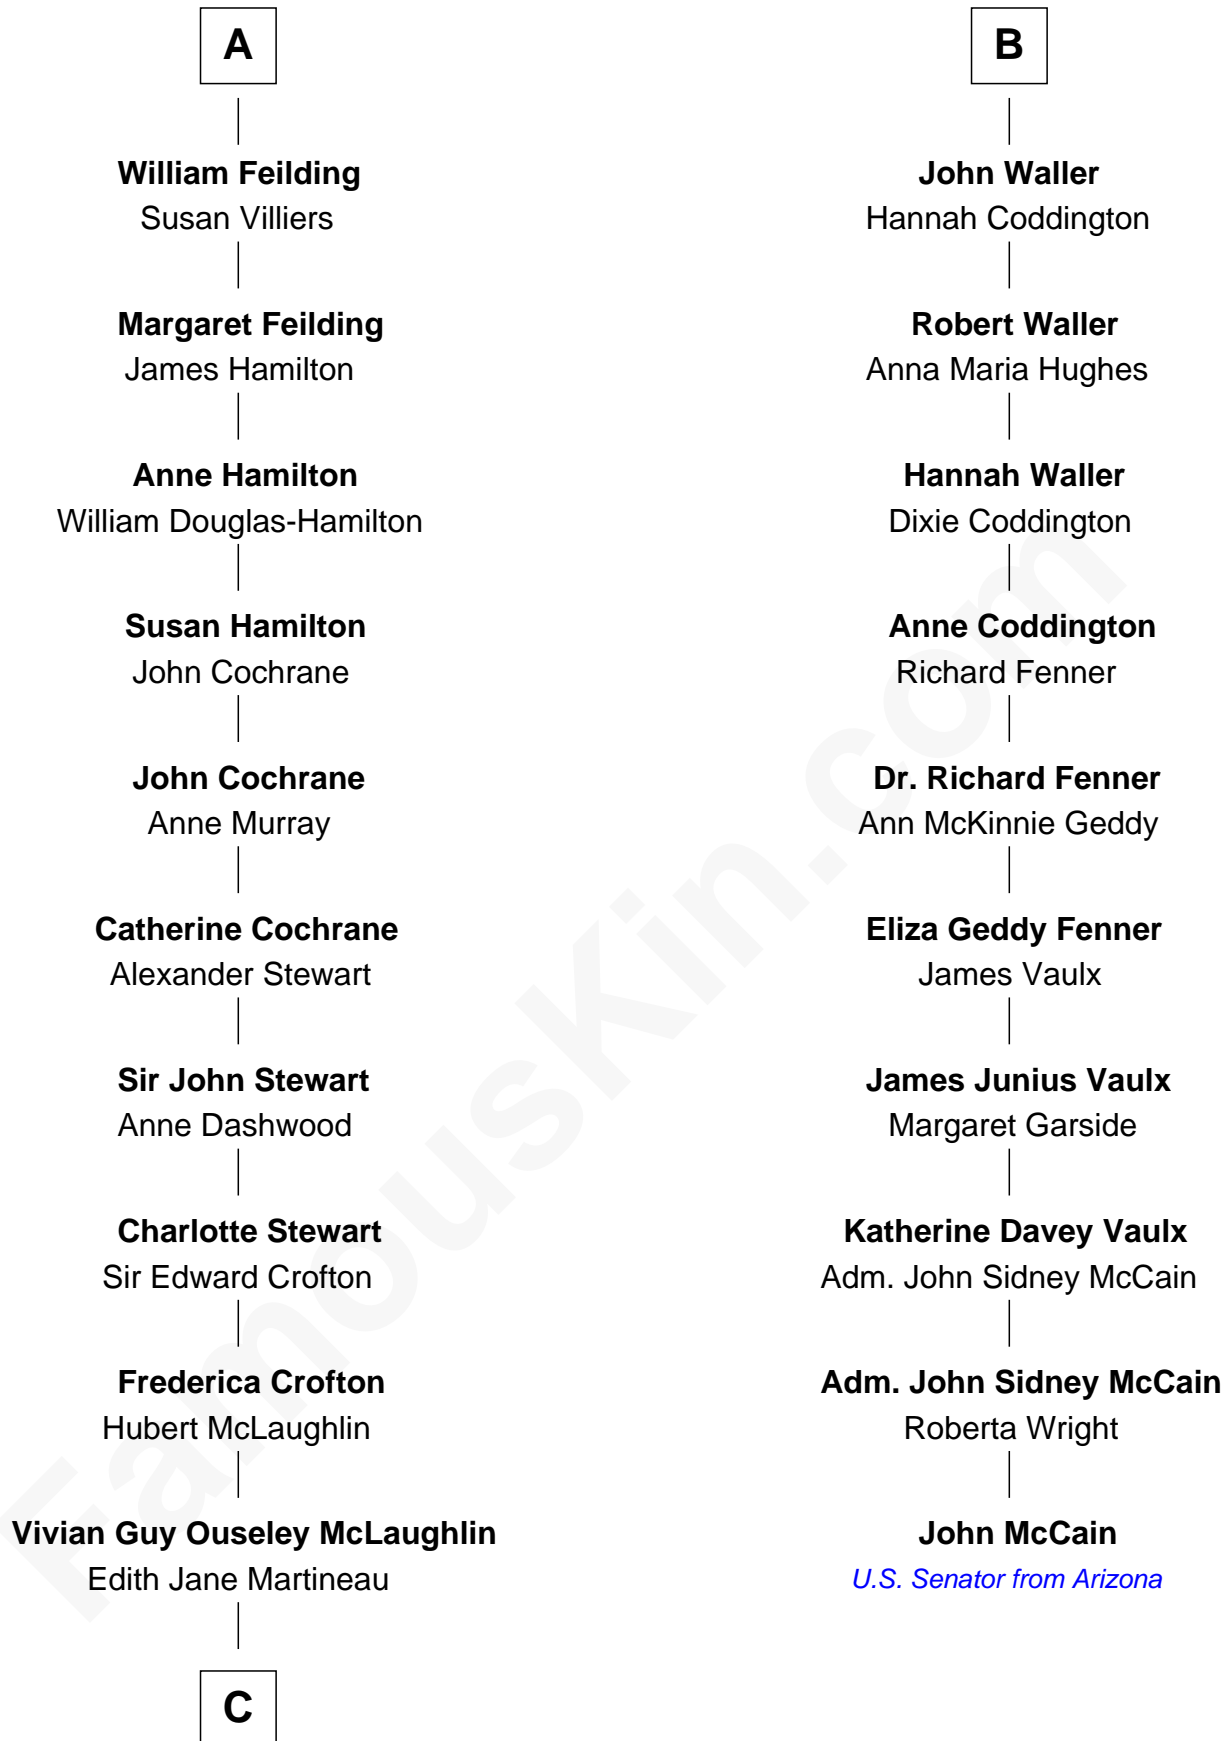 A
William Feilding
Susan Villiers
Margaret Feilding
James Hamilton
Anne Hamilton
William Douglas-Hamilton
Susan Hamilton
John Cochrane
John Cochrane
Anne Murray
Catherine Cochrane
Alexander Stewart
Sir John Stewart
Anne Dashwood
Charlotte Stewart
Sir Edward Crofton
Frederica Crofton
Hubert McLaughlin
Vivian Guy Ouseley McLaughlin
Edith Jane Martineau
C
B
John Waller
Hannah Coddington
Robert Waller
Anna Maria Hughes
Hannah Waller
Dixie Coddington
Anne Coddington
Richard Fenner
Dr. Richard Fenner
Ann McKinnie Geddy
Eliza Geddy Fenner
James Vaulx
James Junius Vaulx
Margaret Garside
Katherine Davey Vaulx
Adm. John Sidney McCain
Adm. John Sidney McCain
Roberta Wright
John McCain
U.S. Senator from Arizona
FamousKin.com